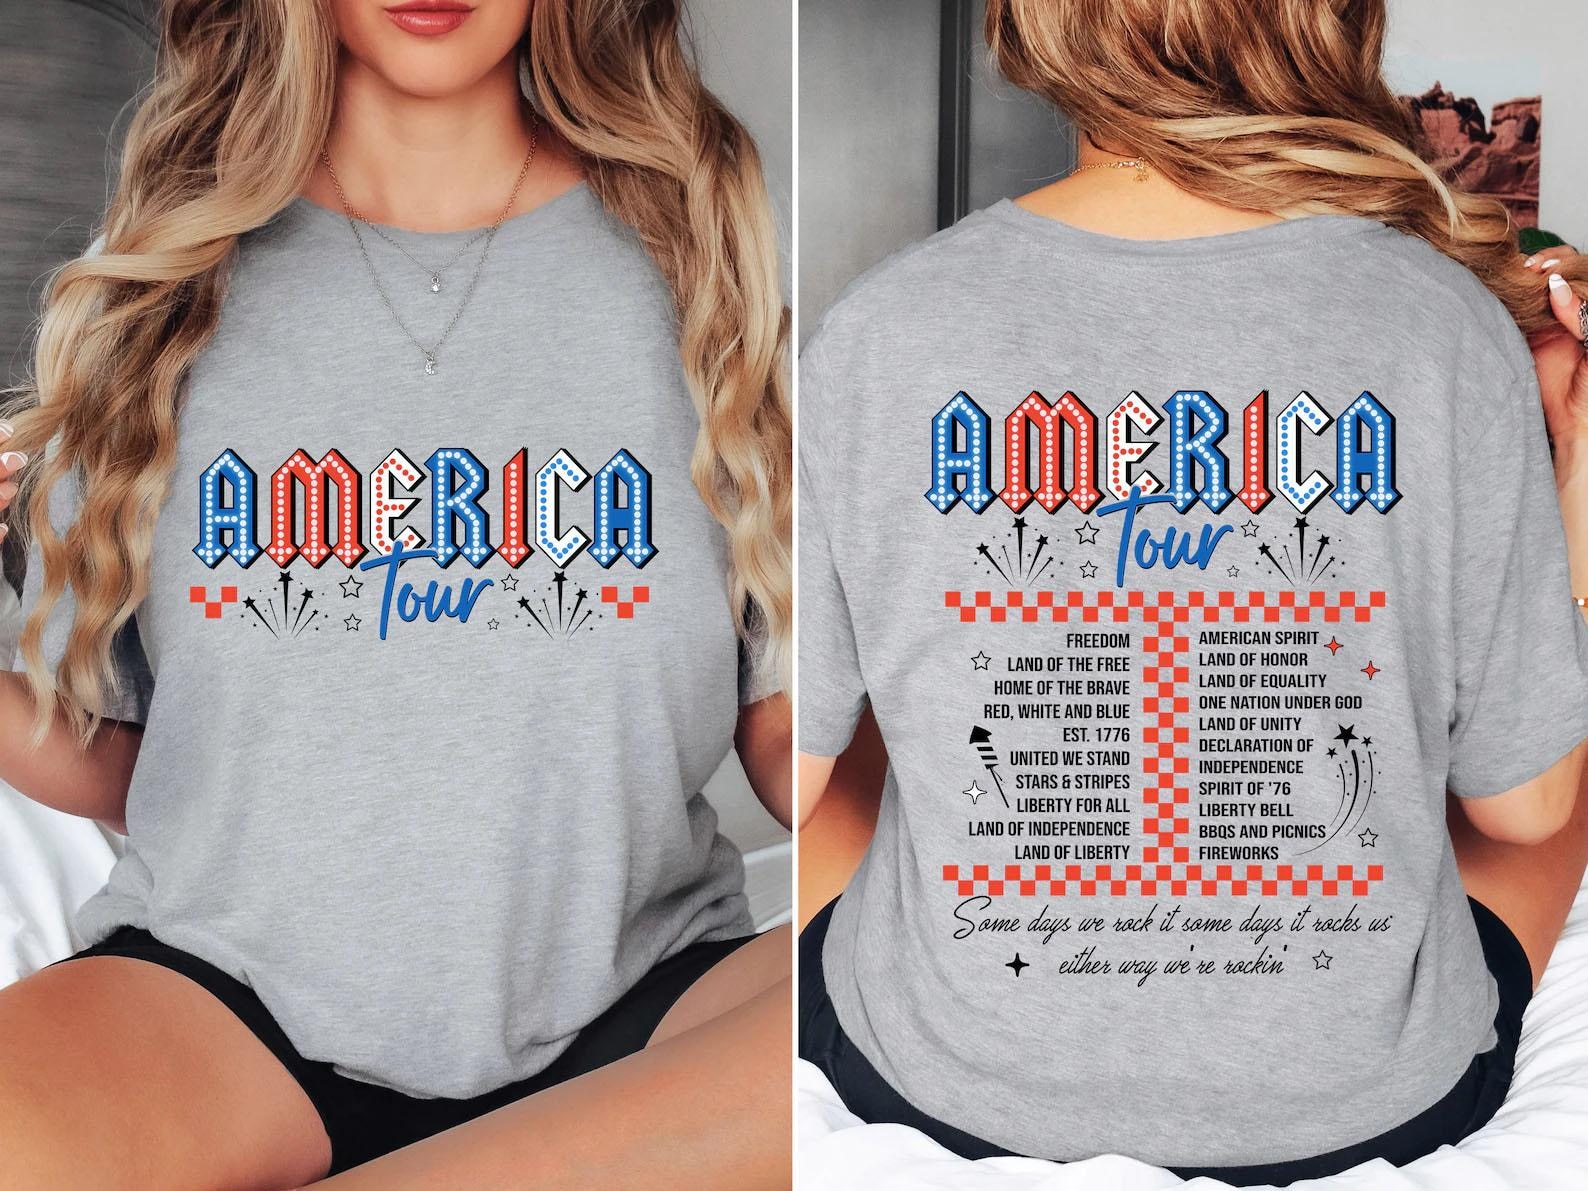 AMERICA
Tour
AMERICA
Tour
FREEDOM
LAND OF THE FREE
HOME OF THE BRAVE
RED, WHITE AND BLUE
EST. 1776
UNITED WE STAND
STARS & STRIPES
LIBERTY FOR ALL
LAND OF INDEPENDENCE
LAND OF LIBERTY
AMERICAN SPIRIT
LAND OF HONOR
LAND OF EQUALITY
ONE NATION UNDER GOD
LAND OF UNITY
DECLARATION OF
INDEPENDENCE
SPIRIT OF '76
LIBERTY BELL
BBQS AND PICNICS
FIREWORKS
Some days we rock it some days it rocks us
either way we're rockin'